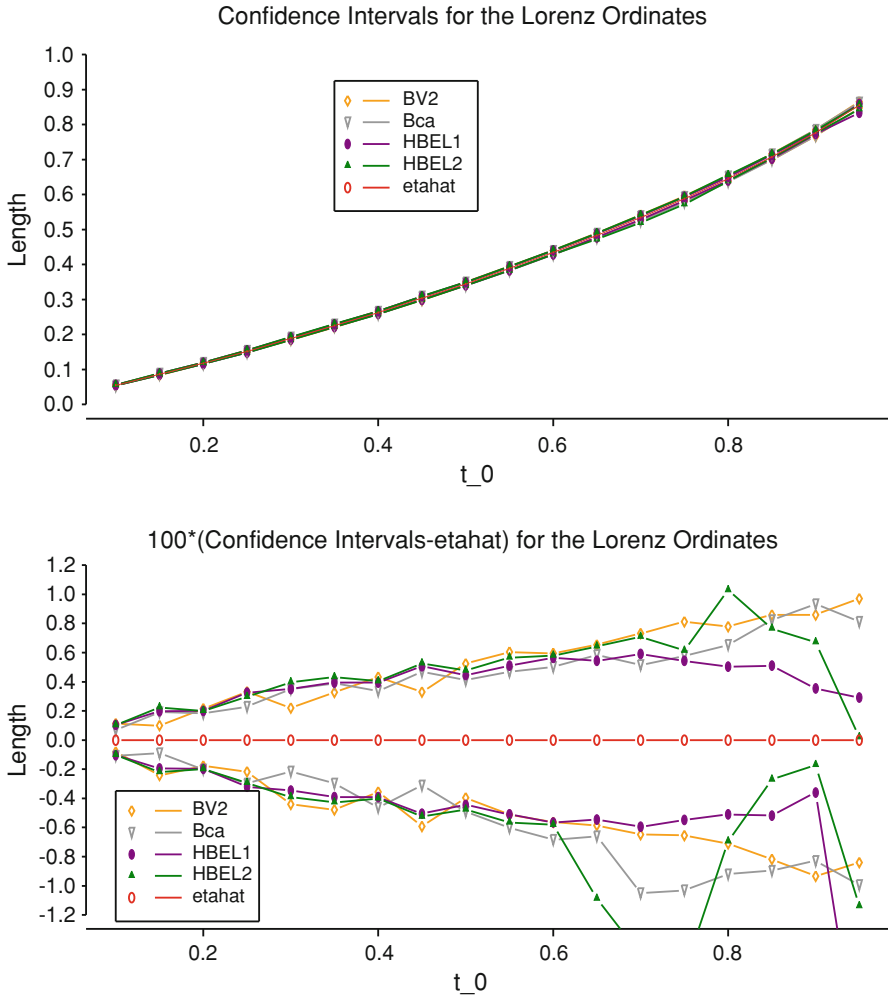 Confidence Intervals for the Lorenz Ordinates
1.0
0.9
0.8
0.7
0.6
0.5
0.4
0.3
0.2
0.1
0.0
Length
BV2
Bca
HBEL1
HBEL2
etahat
0.2 0.4 0.6 0.8
t_0
100*(Confidence Intervals-etahat) for the Lorenz Ordinates
1.2
1.0
0.8
0.6
0.4
0.2
0.0
-0.2
-0.4
-0.6
-0.8
-1.0
-1.2
Length
BV2
Bca
HBEL1
HBEL2
etahat
0.2 0.4 0.6 0.8
t_0